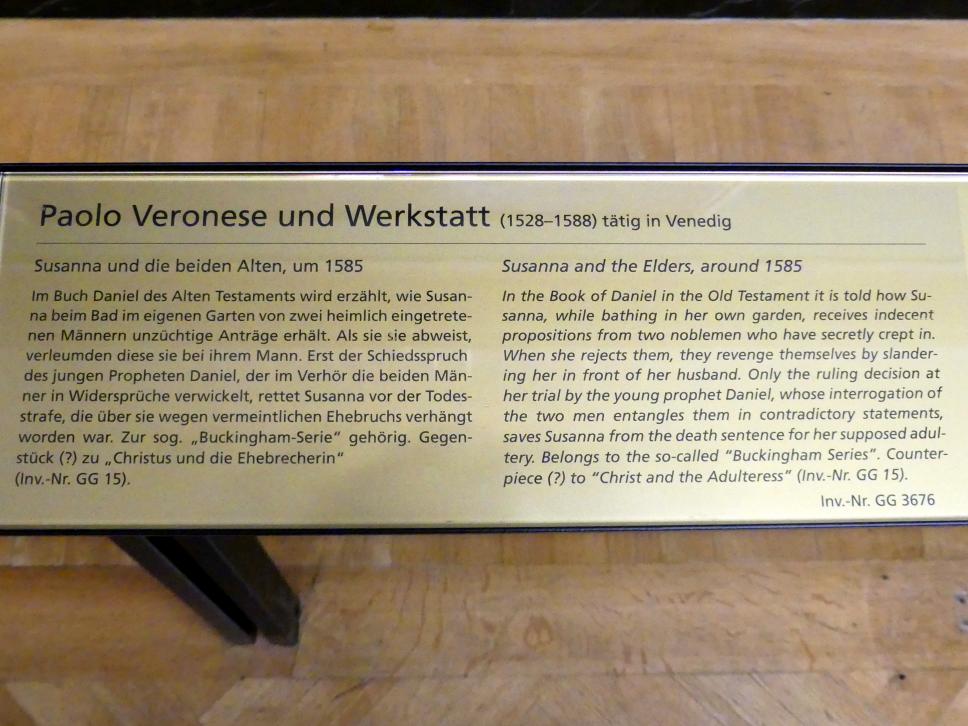 Paolo Veronese und Werkstatt (1528–1588) tätig in Venedig
Susanna und die beiden Alten, um 1585
Im Buch Daniel des Alten Testaments wird erzählt, wie Susan-
na beim Bad im eigenen Garten von zwei heimlich eingetrete-
nen Männern unzüchtige Anträge erhält. Als sie sie abweist,
verleumden diese sie bei ihrem Mann. Erst der Schiedsspruch
des jungen Propheten Daniel, der im Verhör die beiden Män-
ner in Widersprüche verwickelt, rettet Susanna vor der Todes-
strafe, die über sie wegen vermeintlichen Ehebruchs verhängt
worden war. Zur sog. „Buckingham-Serie“ gehörig. Gegen-
stück (?) zu „Christus und die Ehebrecherin“
(Inv.-Nr. GG 15).
Susanna and the Elders, around 1585
In the Book of Daniel in the Old Testament it is told how Su-
sanna, while bathing in her own garden, receives indecent
propositions from two noblemen who have secretly crept in.
When she rejects them, they revenge themselves by slander-
ing her in front of her husband. Only the ruling decision at
her trial by the young prophet Daniel, whose interrogation of
the two men entangles them in contradictory statements,
saves Susanna from the death sentence for her supposed adul-
tery. Belongs to the so-called “Buckingham Series”. Counter-
piece (?) to “Christ and the Adulteress” (Inv.-Nr. GG 15).
Inv.-Nr. GG 3676